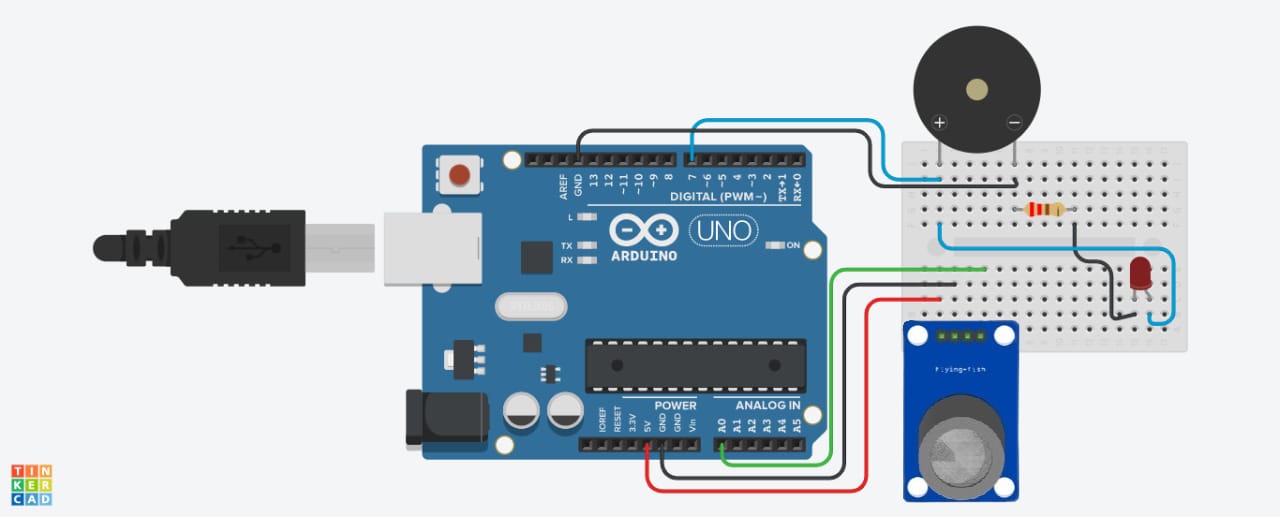 + −
AREF
GND
13
12
~11
~10
~9
8
7
~6
~5
4
~3
2
TX→1
RX←0
DIGITAL (PWM~)
L
TX
RX
UNO
ON
ARDUINO
flying-fish
POWER
ANALOG IN
IOREF
RESET
3.3V
5V
GND
GND
Vin
A0
A1
A2
A3
A4
A5
TIN
KER
CAD